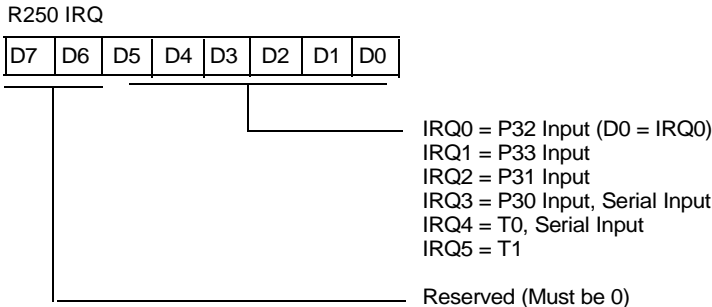 R250 IRQ
D7 D6 D5 D4 D3 D2 D1 D0
IRQ0 = P32 Input (D0 = IRQ0)
IRQ1 = P33 Input
IRQ2 = P31 Input
IRQ3 = P30 Input, Serial Input
IRQ4 = T0, Serial Input
IRQ5 = T1
Reserved (Must be 0)